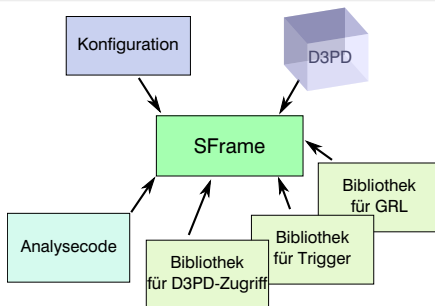 Konfiguration
D3PD
SFrame
Bibliothek
für GRL
Analysecode
Bibliothek
für Trigger
Bibliothek
für D3PD-Zugriff